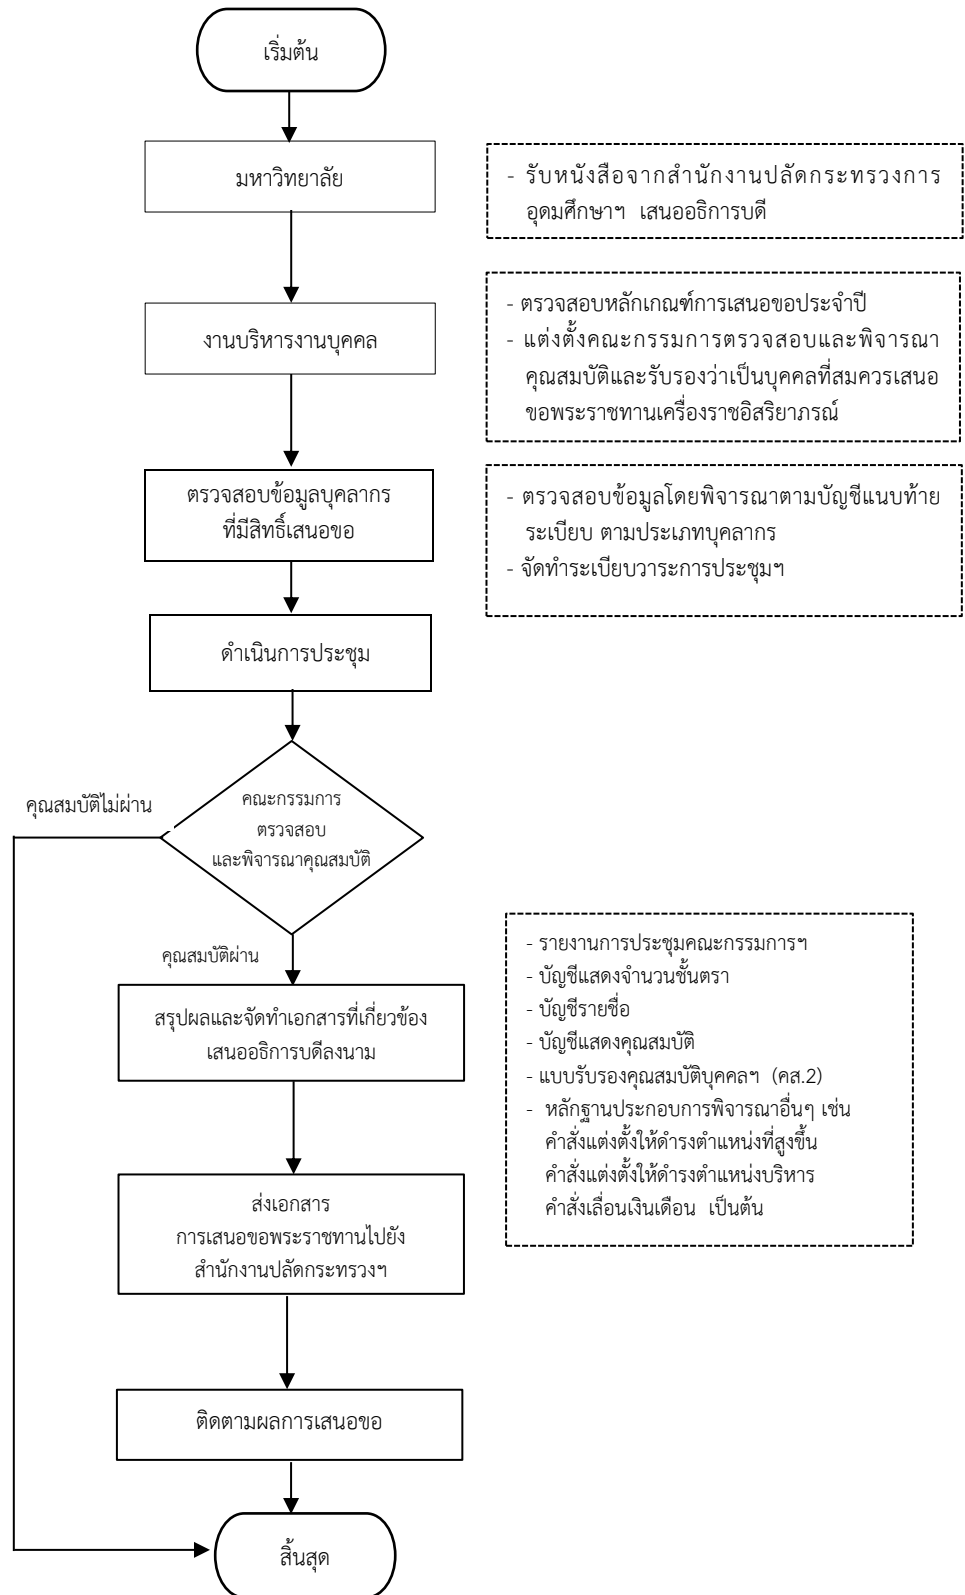 เริ่มต้น
มหาวิทยาลัย
- รับหนังสือจากสำนักงานปลัดกระทรวงการ
อุดมศึกษาฯ เสนออธิการบดี
งานบริหารงานบุคคล
- ตรวจสอบหลักเกณฑ์การเสนอขอประจำปี
- แต่งตั้งคณะกรรมการตรวจสอบและพิจารณา
คุณสมบัติและรับรองว่าเป็นบุคคลที่สมควรเสนอ
ขอพระราชทานเครื่องราชอิสริยาภรณ์
ตรวจสอบข้อมูลบุคลากร
ที่มีสิทธิ์เสนอขอ
- ตรวจสอบข้อมูลโดยพิจารณาตามบัญชีแนบท้าย
ระเบียบ ตามประเภทบุคลากร
- จัดทำระเบียบวาระการประชุมฯ
ดำเนินการประชุม
คุณสมบัติไม่ผ่าน
คณะกรรมการ
ตรวจสอบ
และพิจารณาคุณสมบัติ
คุณสมบัติผ่าน
สรุปผลและจัดทำเอกสารที่เกี่ยวข้อง
เสนออธิการบดีลงนาม
- รายงานการประชุมคณะกรรมการฯ
- บัญชีแสดงจำนวนชั้นตรา
- บัญชีรายชื่อ
- บัญชีแสดงคุณสมบัติ
- แบบรับรองคุณสมบัติบุคคลฯ (คส.2)
- หลักฐานประกอบการพิจารณาอื่นๆ เช่น
คำสั่งแต่งตั้งให้ดำรงตำแหน่งที่สูงขึ้น
คำสั่งแต่งตั้งให้ดำรงตำแหน่งบริหาร
คำสั่งเลื่อนเงินเดือน เป็นต้น
ส่งเอกสาร
การเสนอขอพระราชทานไปยัง
สำนักงานปลัดกระทรวงฯ
ติดตามผลการเสนอขอ
สิ้นสุด